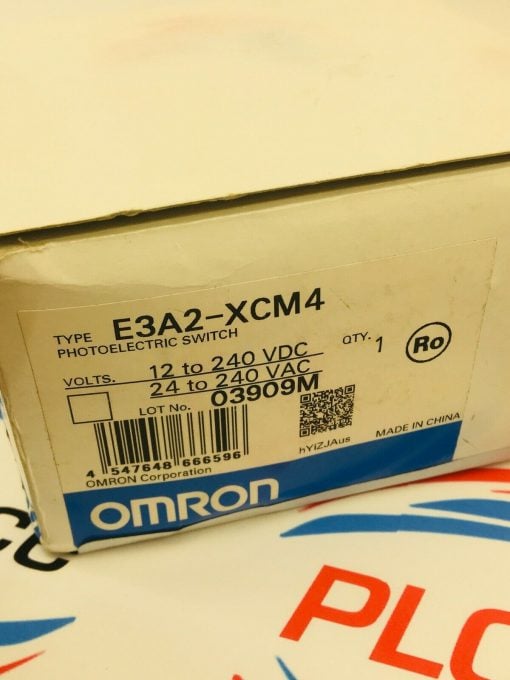 TYPE E3A2-XCM4
PHOTOELECTRIC SWITCH
QTY. 1 Ro
VOLTS. 12 to 240 VDC
24 to 240 VAC
LOT No. 03909M
4 547648 666596
hYiZJAus
MADE IN CHINA
OMRON Corporation
OMRON
CC
PLC